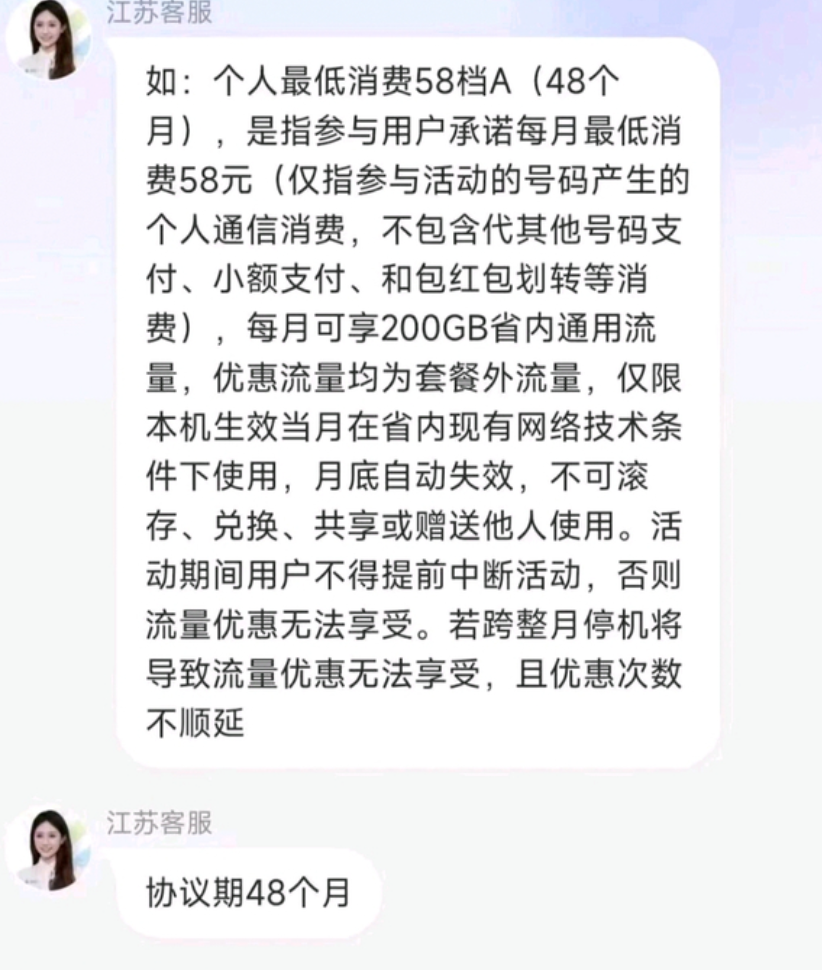 江苏客服
如：个人最低消费58档A（48个
月），是指参与用户承诺每月最低消
费58元（仅指参与活动的号码产生的
个人通信消费，不包含代其他号码支
付、小额支付、和包红包划转等消
费），每月可享200GB省内通用流
量，优惠流量均为套餐外流量，仅限
本机生效当月在省内现有网络技术条
件下使用，月底自动失效，不可滚
存、兑换、共享或赠送他人使用。活
动期间用户不得提前中断活动，否则
流量优惠无法享受。若跨整月停机将
导致流量优惠无法享受，且优惠次数
不顺延
江苏客服
协议期48个月